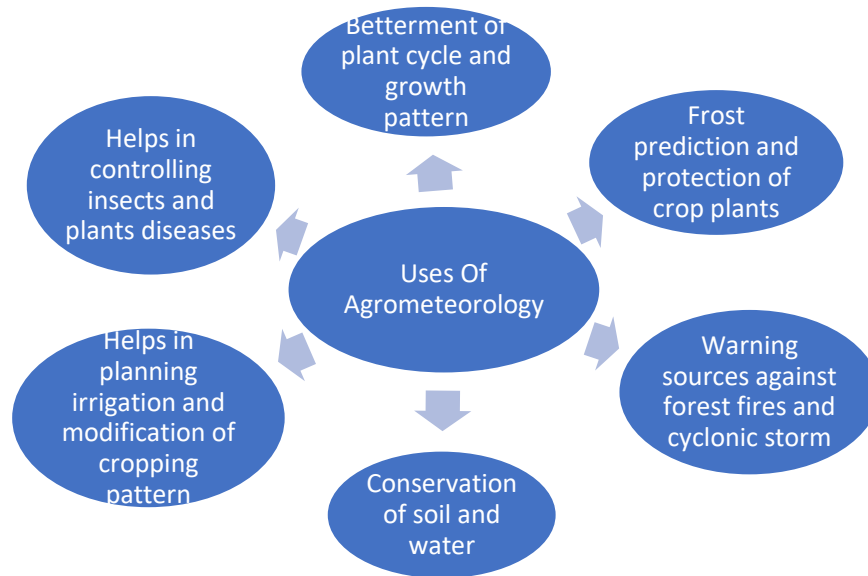 Betterment of
plant cycle and
growth
pattern
Frost
prediction and
protection of
crop plants
Helps in
controlling
insects and
plants diseases
Uses Of
Agrometeorology
Warning
sources against
forest fires and
cyclonic storm
Helps in
planning
irrigation and
modification of
cropping
pattern
Conservation
of soil and
water